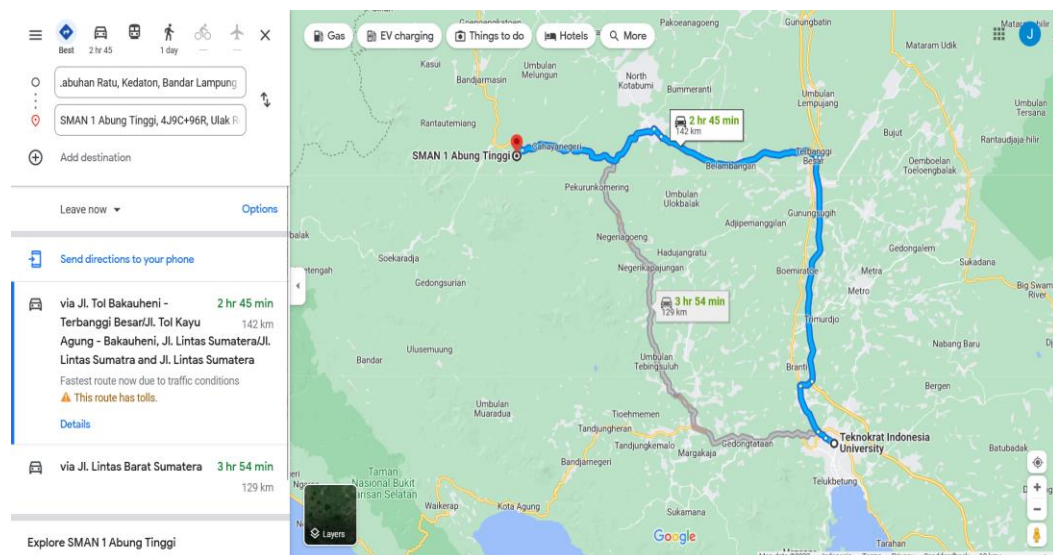 Best
2 hr 45
1 day
.abuhan Ratu, Kedaton, Bandar Lampung
SMAN 1 Abung Tinggi, 4J9C+96R, Ulak R
Add destination
Leave now
Options
Send directions to your phone
via Jl. Tol Bakauheni - 2 hr 45 min
Terbanggi Besar/Jl. Tol Kayu 142 km
Agung - Bakauheni, Jl. Lintas Sumatera/Jl.
Lintas Sumatra and Jl. Lintas Sumatera
Fastest route now due to traffic conditions
This route has tolls.
Details
via Jl. Lintas Barat Sumatera 3 hr 54 min
129 km
Explore SMAN 1 Abung Tinggi
Gas
EV charging
Things to do
Hotels
More
J
Pakoeanagoeng
Gunungbatin
Mataram Udik
Kasui
Umbulan
Melungun
Bandjarmasin
North
Kotabumi
Bummeranti
Umbulan
Lempujang
Umbulan
Tersana
Rantautemiang
2 hr 45 min
142 km
Bujut
Rantaudjaja-hilir
SMAN 1 Abung Tinggi
Canayanegeri
Terbanggi
Besar
Belambangan
Oemboelan
Toeloengbalak
Pekurunkomering
Umbulan
Ulokbalak
Adjipemanggilan
Gunungsugih
Negeriagoeng
Hadujangratu
Gedongalem
Soekaradja
Negerikapajungan
Boemiratoe
Metra
Sukadana
Gedongsurian
Metro
Big Swam
River
3 hr 54 min
129 km
Trimurdjo
Nabang Baru
Ulusemuung
Bandar
Umbulan
Tebingsuluh
Branti
Bergen
Umbulan
Muaradua
Tioehmemen
Tandjungheran
Teknokrat Indonesia
University
Tandjungkemalo
Gedongtataan
Margakaja
Batubadak
Bandjarnegeri
Telukbetung
Taman
Nasional Bukit
Barisan Selatan
Waikerap
Kota Agung
Sukamana
Layers
Google
Tarahan